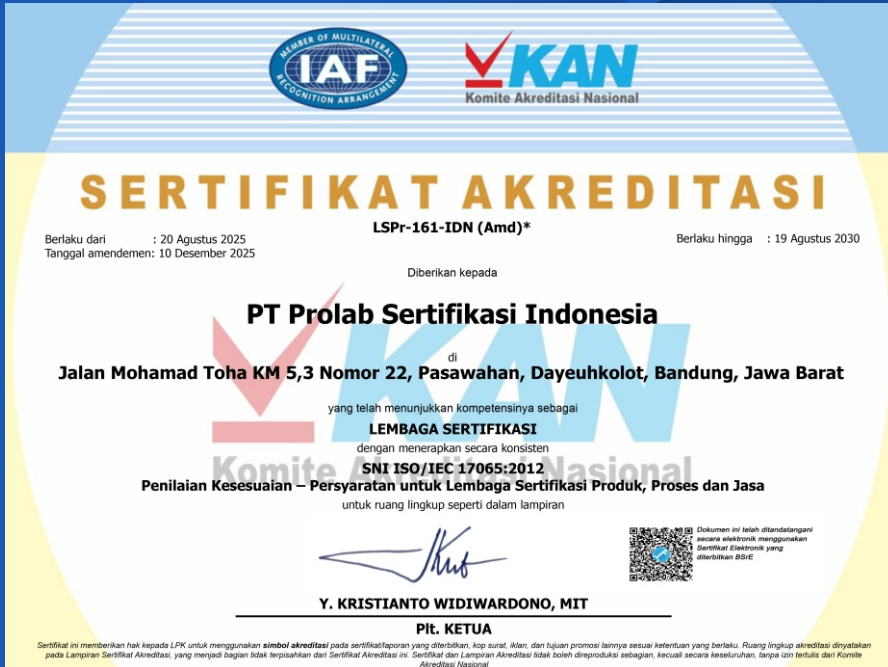 MEMBER OF MULTILATERAL
IAF
RECOGNITION ARRANGEMENT
KAN
Komite Akreditasi Nasional
SERTIFIKAT AKREDITASI
LSPr-161-IDN (Amd)*
Berlaku dari : 20 Agustus 2025
Tanggal amendemen: 10 Desember 2025
Berlaku hingga : 19 Agustus 2030
Diberikan kepada
PT Prolab Sertifikasi Indonesia
di
Jalan Mohamad Toha KM 5,3 Nomor 22, Pasawahan, Dayeuhkolot, Bandung, Jawa Barat
yang telah menunjukkan kompetensinya sebagai
LEMBAGA SERTIFIKASI
dengan menerapkan secara konsisten
KAN
Komite Akreditasi Nasional
SNI ISO/IEC 17065:2012
Penilaian Kesesuaian – Persyaratan untuk Lembaga Sertifikasi Produk, Proses dan Jasa
untuk ruang lingkup seperti dalam lampiran
Dokumen ini telah ditandatangani
secara elektronik menggunakan
Sertifikat Elektronik yang
diterbitkan BSrE
Y. KRISTIANTO WIDIWARDONO, MIT
Plt. KETUA
Sertifikat ini memberikan hak kepada LPK untuk menggunakan simbol akreditasi pada sertifikat/laporan yang diterbitkan, kop surat, iklan, dan tujuan promosi lainnya sesuai ketentuan yang berlaku. Ruang lingkup akreditasi dinyatakan
pada Lampiran Sertifikat Akreditasi, yang menjadi bagian tidak terpisahkan dari Sertifikat Akreditasi ini. Sertifikat dan Lampiran Akreditasi tidak boleh direproduksi sebagian, kecuali secara keseluruhan, tanpa izin tertulis dari Komite
Akreditasi Nasional